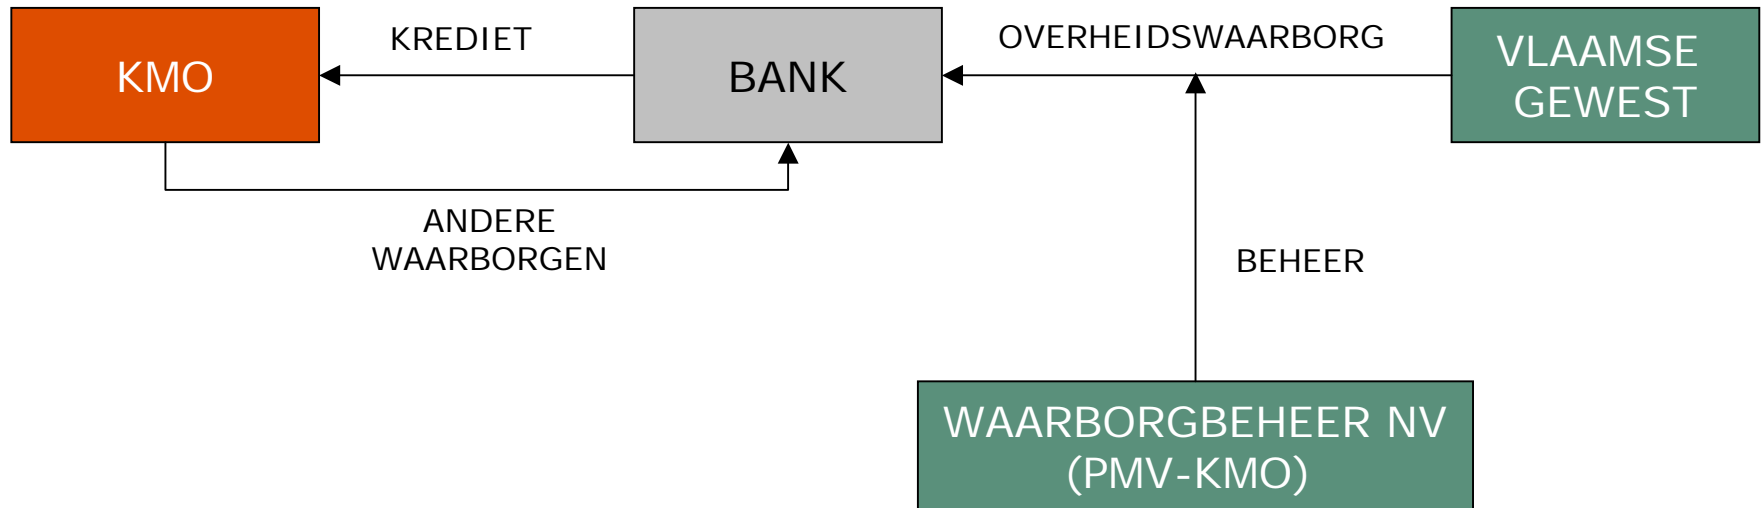 KREDIET
OVERHEIDSWAARBORG
KMO
BANK
VLAAMSE
GEWEST
ANDERE
WAARBORGEN
BEHEER
WAARBORGBEHEER NV
(PMV-KMO)